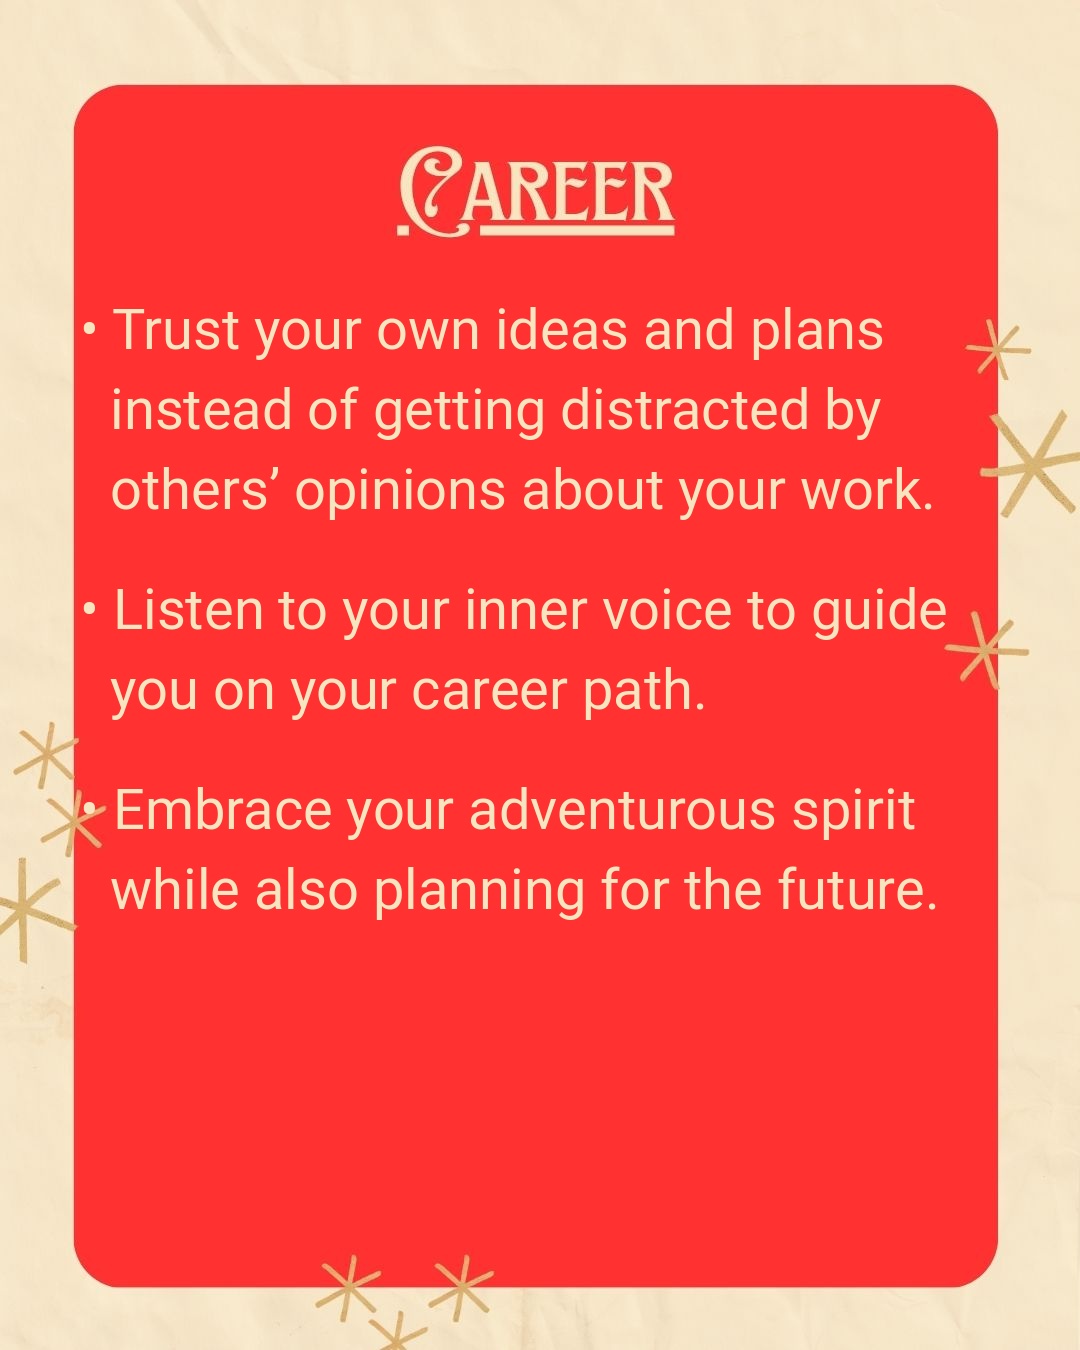 Career
• Trust your own ideas and plans
instead of getting distracted by
others’ opinions about your work.
• Listen to your inner voice to guide
you on your career path.
• Embrace your adventurous spirit
while also planning for the future.